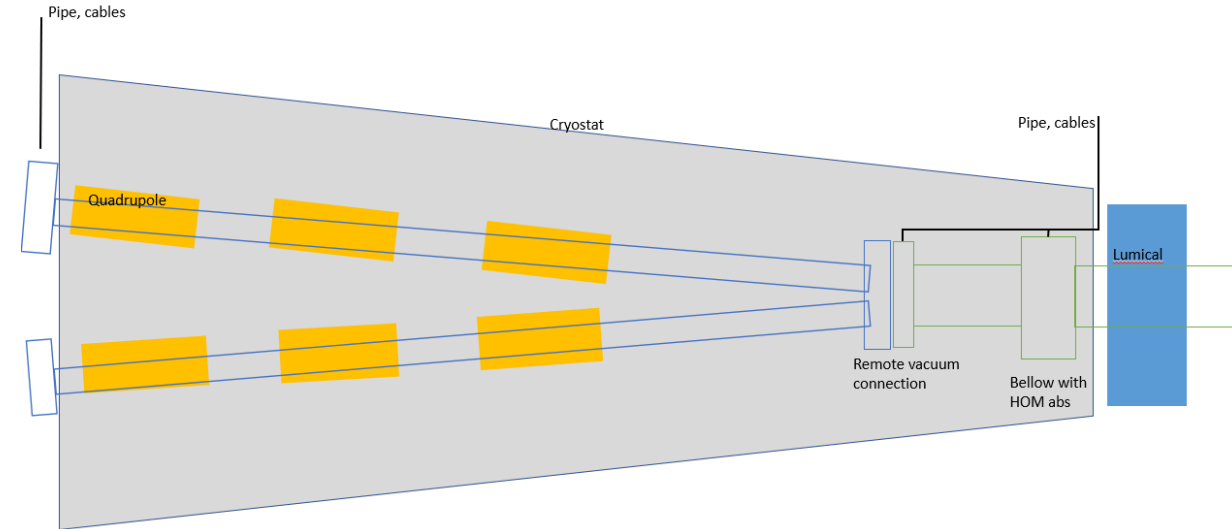 Pipe, cables
Cryostat
Pipe, cables
Quadrupole
Lumical
Remote vacuum
connection
Bellow with
HOM abs